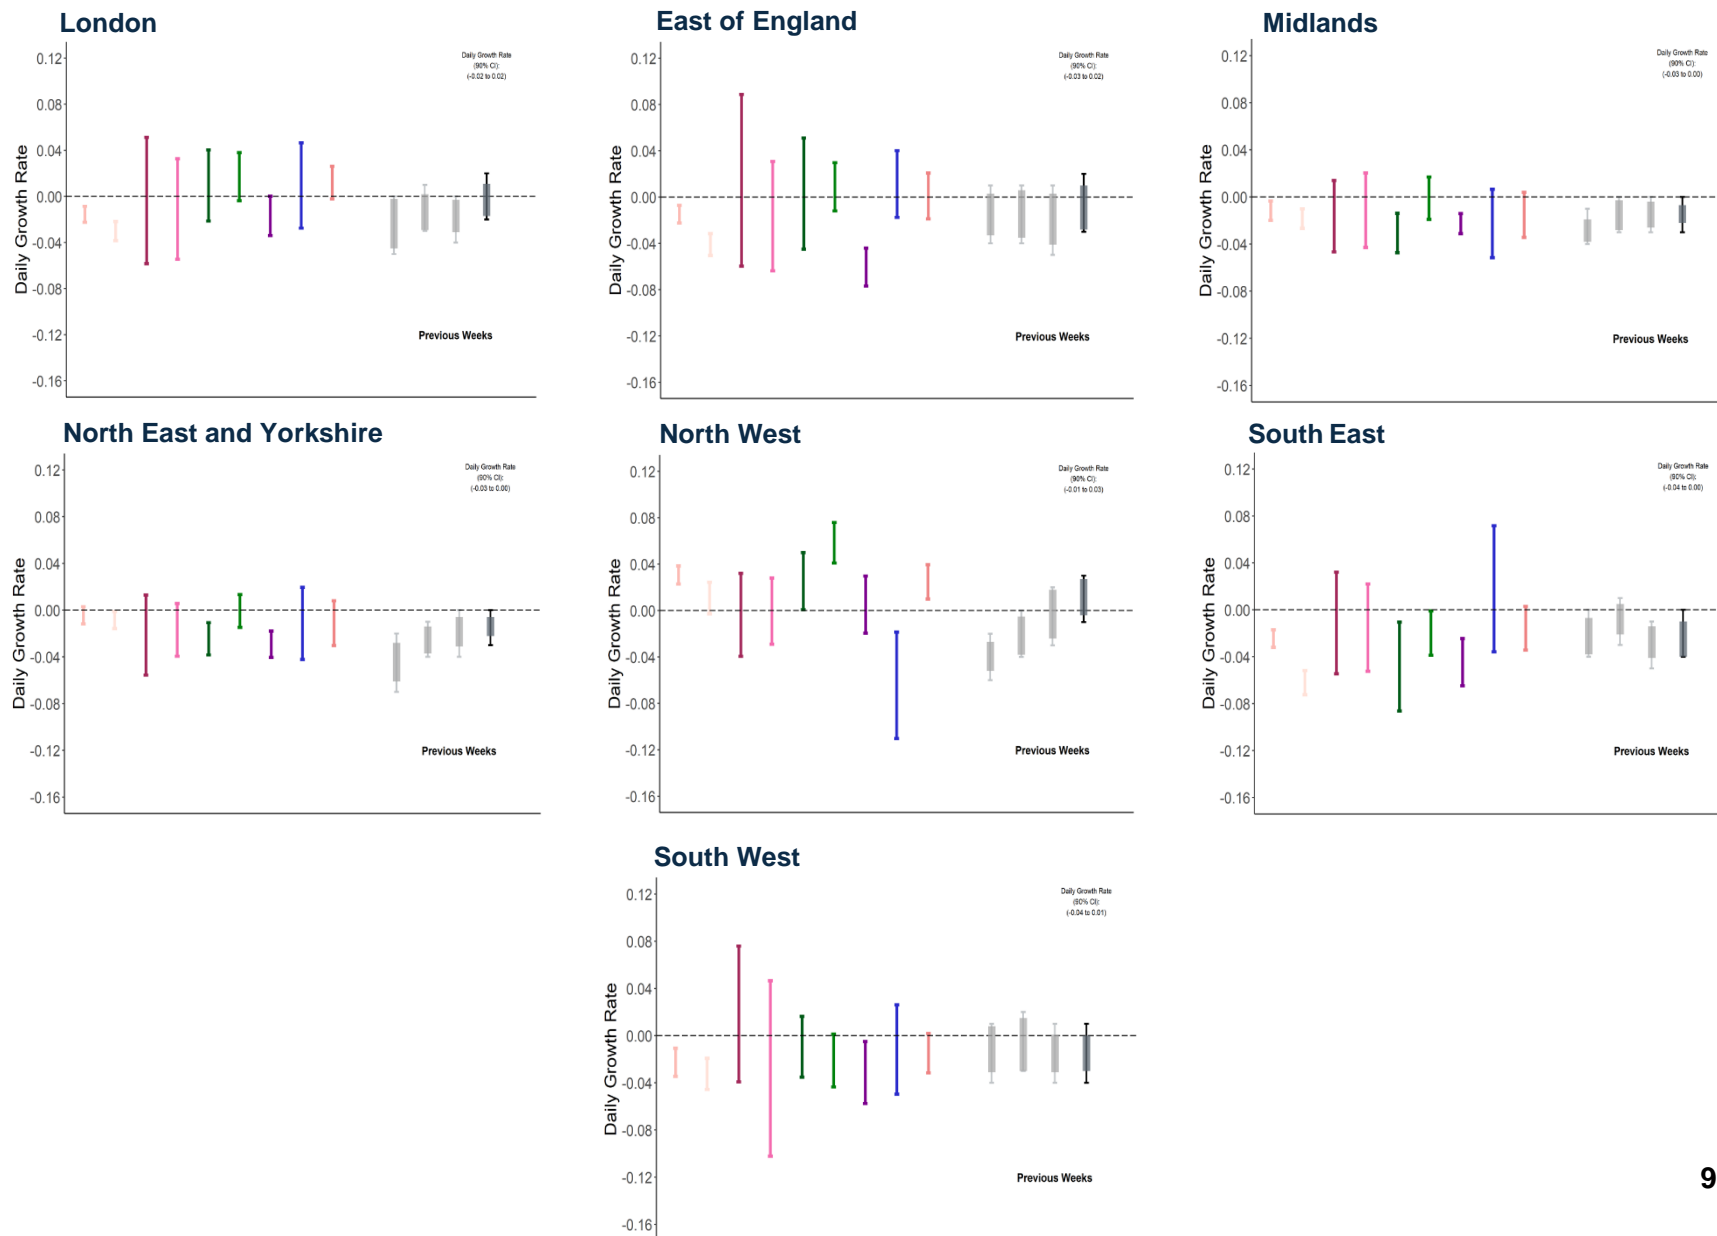 London
Daily Growth Rate
(90% CI):
(-0.02 to 0.02)
0.12
0.08
0.04
0.00
-0.04
-0.08
-0.12
-0.16
Daily Growth Rate
Previous Weeks
East of England
Daily Growth Rate
(90% CI):
(-0.03 to 0.02)
0.12
0.08
0.04
0.00
-0.04
-0.08
-0.12
-0.16
Daily Growth Rate
Previous Weeks
Midlands
Daily Growth Rate
(90% CI):
(-0.03 to 0.00)
0.12
0.08
0.04
0.00
-0.04
-0.08
-0.12
-0.16
Daily Growth Rate
Previous Weeks
North East and Yorkshire
Daily Growth Rate
(90% CI):
(-0.03 to 0.00)
0.12
0.08
0.04
0.00
-0.04
-0.08
-0.12
-0.16
Daily Growth Rate
Previous Weeks
North West
Daily Growth Rate
(90% CI):
(-0.01 to 0.03)
0.12
0.08
0.04
0.00
-0.04
-0.08
-0.12
-0.16
Daily Growth Rate
Previous Weeks
South East
Daily Growth Rate
(90% CI):
(-0.04 to 0.00)
0.12
0.08
0.04
0.00
-0.04
-0.08
-0.12
-0.16
Daily Growth Rate
Previous Weeks
South West
Daily Growth Rate
(90% CI):
(-0.04 to 0.01)
0.12
0.08
0.04
0.00
-0.04
-0.08
-0.12
-0.16
Daily Growth Rate
Previous Weeks
9